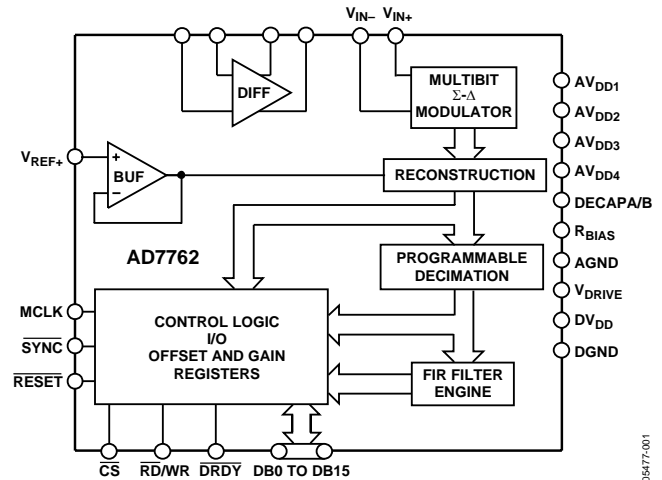 VIN– VIN+
DIFF
MULTIBIT
Σ-Δ
MODULATOR
AVDD1
AVDD2
AVDD3
AVDD4
DECAPA/B
RBIAS
AGND
VDRIVE
DVDD
DGND
VREF+
+
BUF
–
RECONSTRUCTION
AD7762
PROGRAMMABLE
DECIMATION
MCLK
SYNC
RESET
CONTROL LOGIC
I/O
OFFSET AND GAIN
REGISTERS
FIR FILTER
ENGINE
CS RD/WR DRDY DB0 TO DB15
05477-001